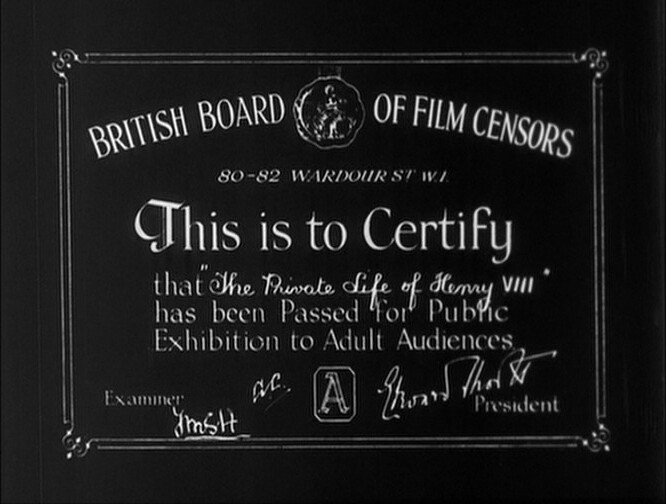 BRITISH BOARD OF FILM CENSORS
80-82 WARDOUR ST W.1.
This is to Certify
that "The Private Life of Henry VIII"
has been Passed for Public
Exhibition to Adult Audiences
Examiner
A
President